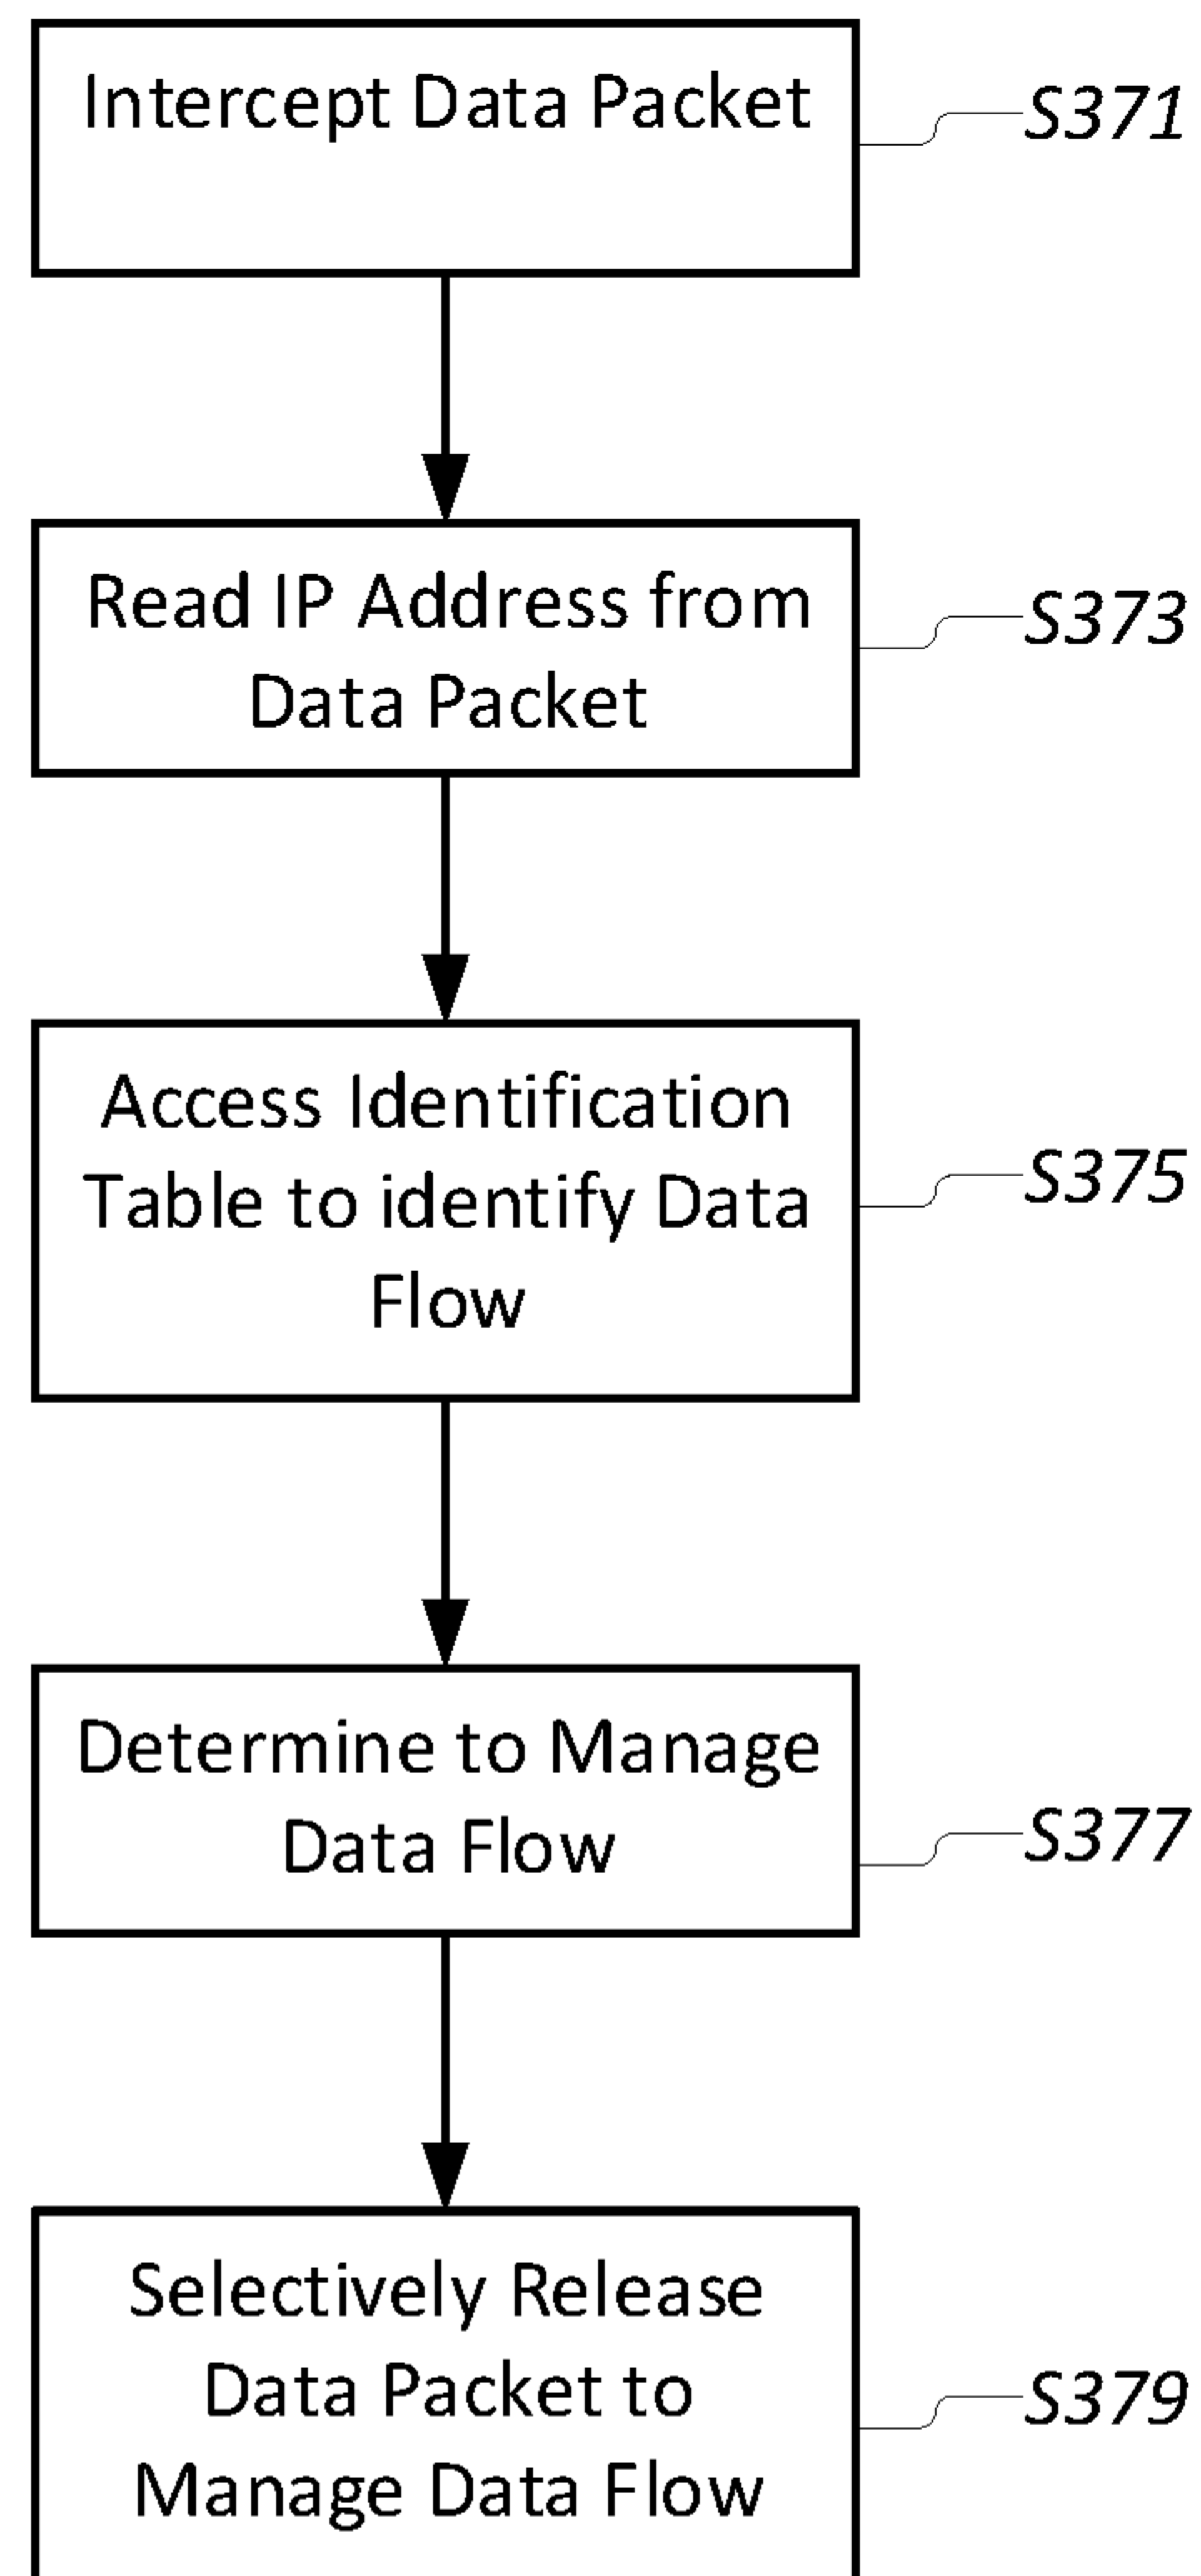 Intercept Data Packet
S371
Read IP Address from
Data Packet
S373
Access Identification
Table to identify Data
Flow
S375
Determine to Manage
Data Flow
S377
Selectively Release
Data Packet to
Manage Data Flow
S379